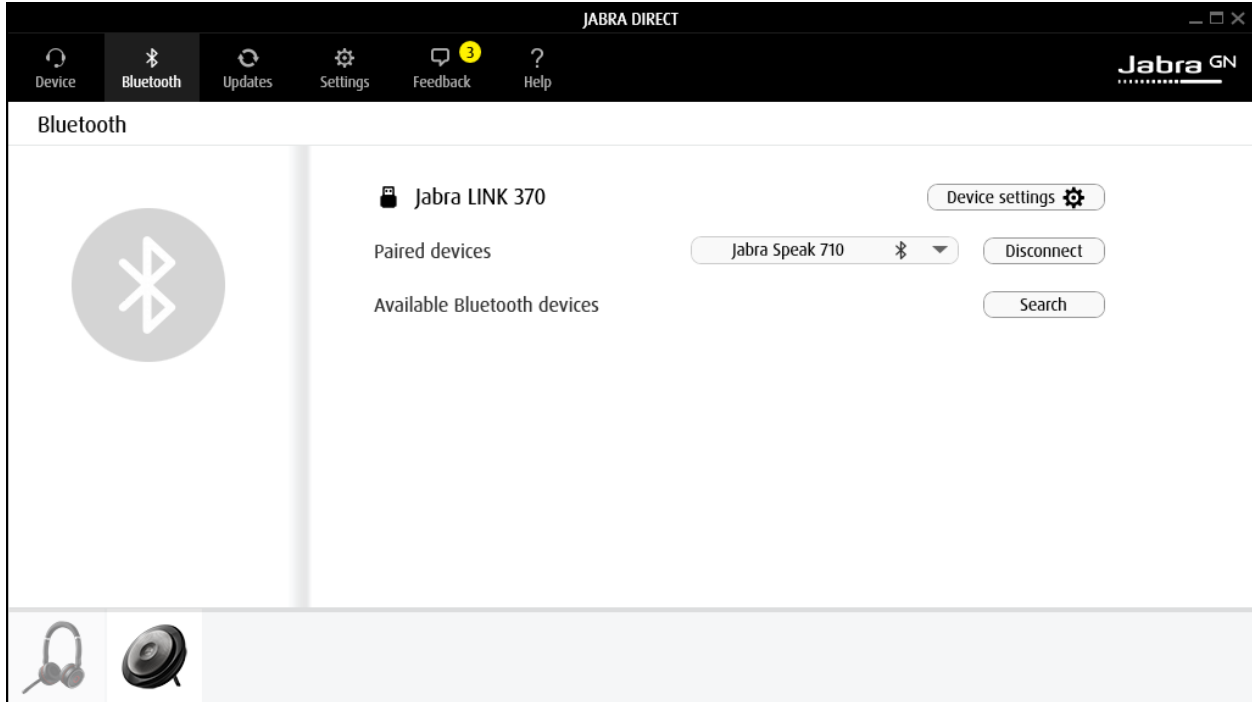 JABRA DIRECT
Device Bluetooth Updates Settings Feedback 3 Help
Jabra GN
Bluetooth
Jabra LINK 370 Device settings
Paired devices Jabra Speak 710 Disconnect
Available Bluetooth devices Search